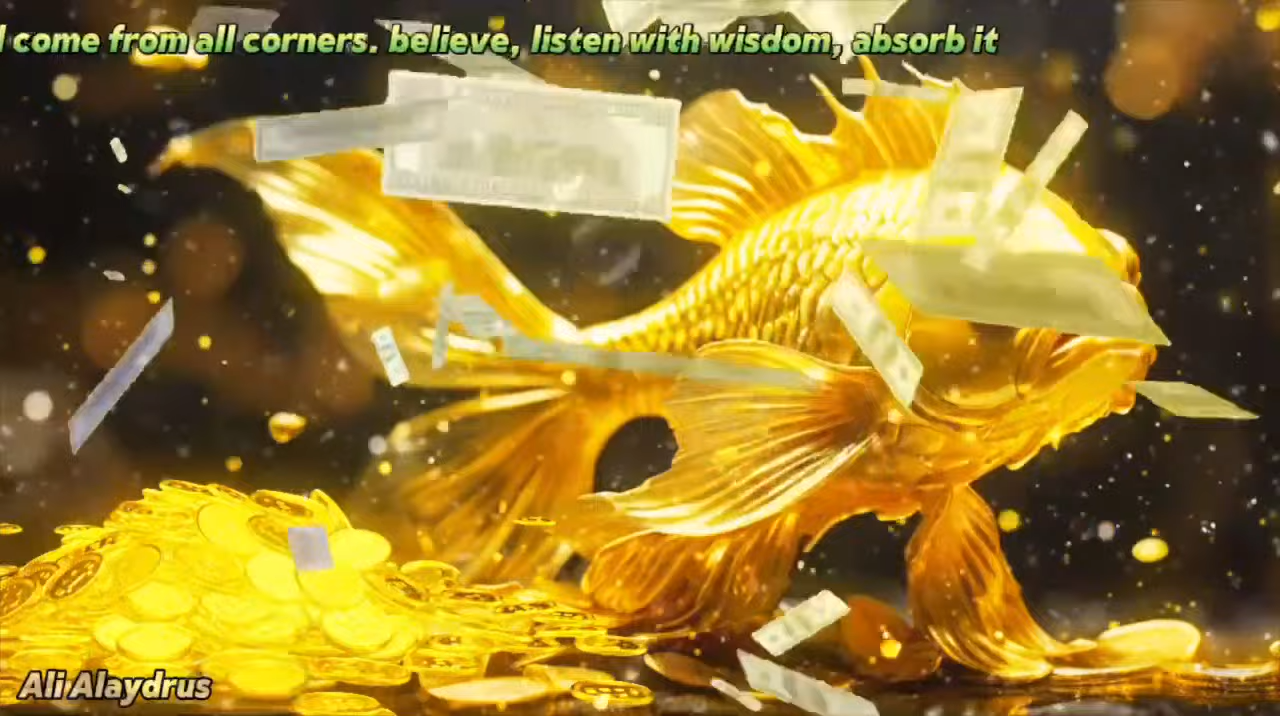 come from all corners. believe, listen with wisdom, absorb it
Ali Alaydrus